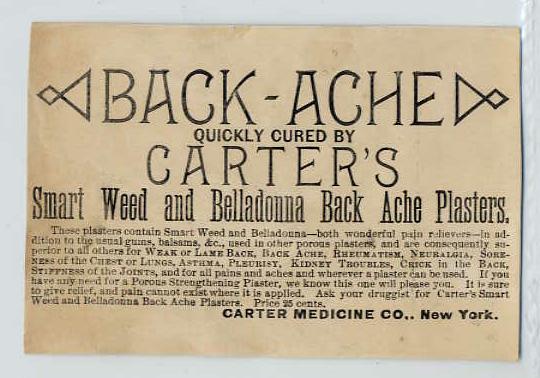 BACK-ACHE
QUICKLY CURED BY
CARTER'S
Smart Weed and Belladonna Back Ache Plasters.
These plasters contain Smart Weed and Belladonna—both wonderful pain relievers—in ad-
dition to the usual gums, balsams, &c., used in other porous plasters, and are consequently su-
perior to all others for WEAK or LAME BACK, BACK ACHE, RHEUMATISM, NEURALGIA, SORE-
NESS of the CHEST or LUNGS, ASTHMA, PLEURISY, KIDNEY TROUBLES, CRICK in the BACK,
STIFFNESS of the JOINTS, and for all pains and aches and wherever a plaster can be used. If you
have any need for a Porous Strengthening Plaster, we know this one will please you. It is sure
to give relief, and pain cannot exist where it is applied. Ask your druggist for Carter's Smart
Weed and Belladonna Back Ache Plasters. Price 25 cents.
CARTER MEDICINE CO., New York.